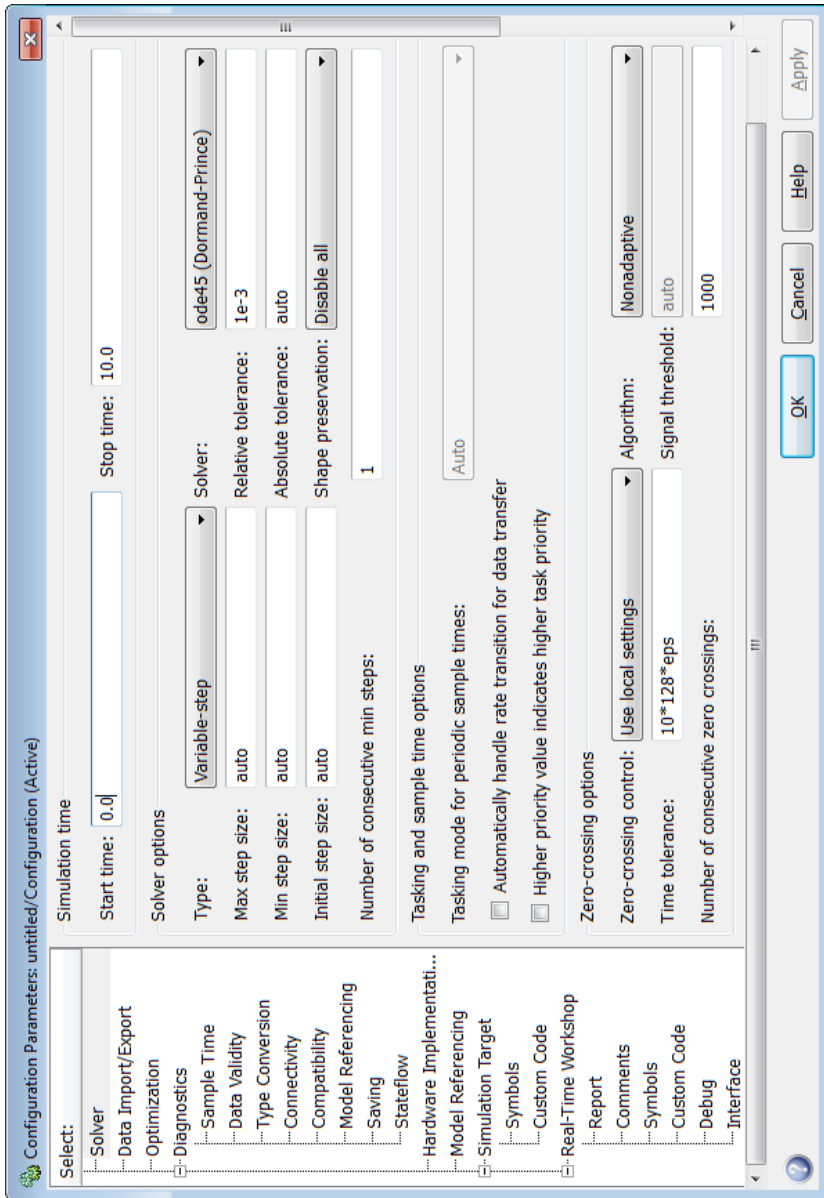 Configuration Parameters: untitled/Configuration (Active)
Select:
Solver
Data Import/Export
Optimization
Diagnostics
Sample Time
Data Validity
Type Conversion
Connectivity
Compatibility
Model Referencing
Saving
Stateflow
Hardware Implementati...
Model Referencing
Simulation Target
Symbols
Custom Code
Real-Time Workshop
Report
Comments
Symbols
Custom Code
Debug
Interface
Simulation time
Start time: 0.0 Stop time: 10.0
Solver options
Type: Variable-step Solver: ode45 (Dormand-Prince)
Max step size: auto Relative tolerance: 1e-3
Min step size: auto Absolute tolerance: auto
Initial step size: auto Shape preservation: Disable all
Number of consecutive min steps: 1
Tasking and sample time options
Tasking mode for periodic sample times: Auto
Automatically handle rate transition for data transfer
Higher priority value indicates higher task priority
Zero-crossing options
Zero-crossing control: Use local settings Algorithm: Nonadaptive
Time tolerance: 10*128*eps Signal threshold: auto
Number of consecutive zero crossings: 1000
OK Cancel Help Apply